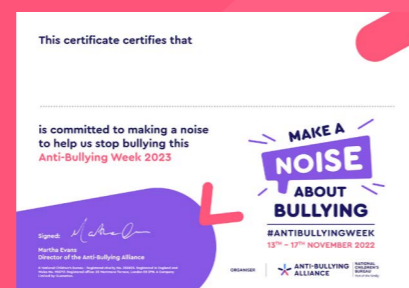 This certificate certifies that
is committed to making a noise
to help us stop bullying this
Anti-Bullying Week 2023
MAKE A
NOISE
ABOUT
BULLYING
#ANTIBULLYINGWEEK
13TH - 17TH NOVEMBER 2022
Signed:
Martha Evans
Director of the Anti-Bullying Alliance
ORGANISER
ANTI-BULLYING
ALLIANCE
NATIONAL
CHILDREN'S
BUREAU